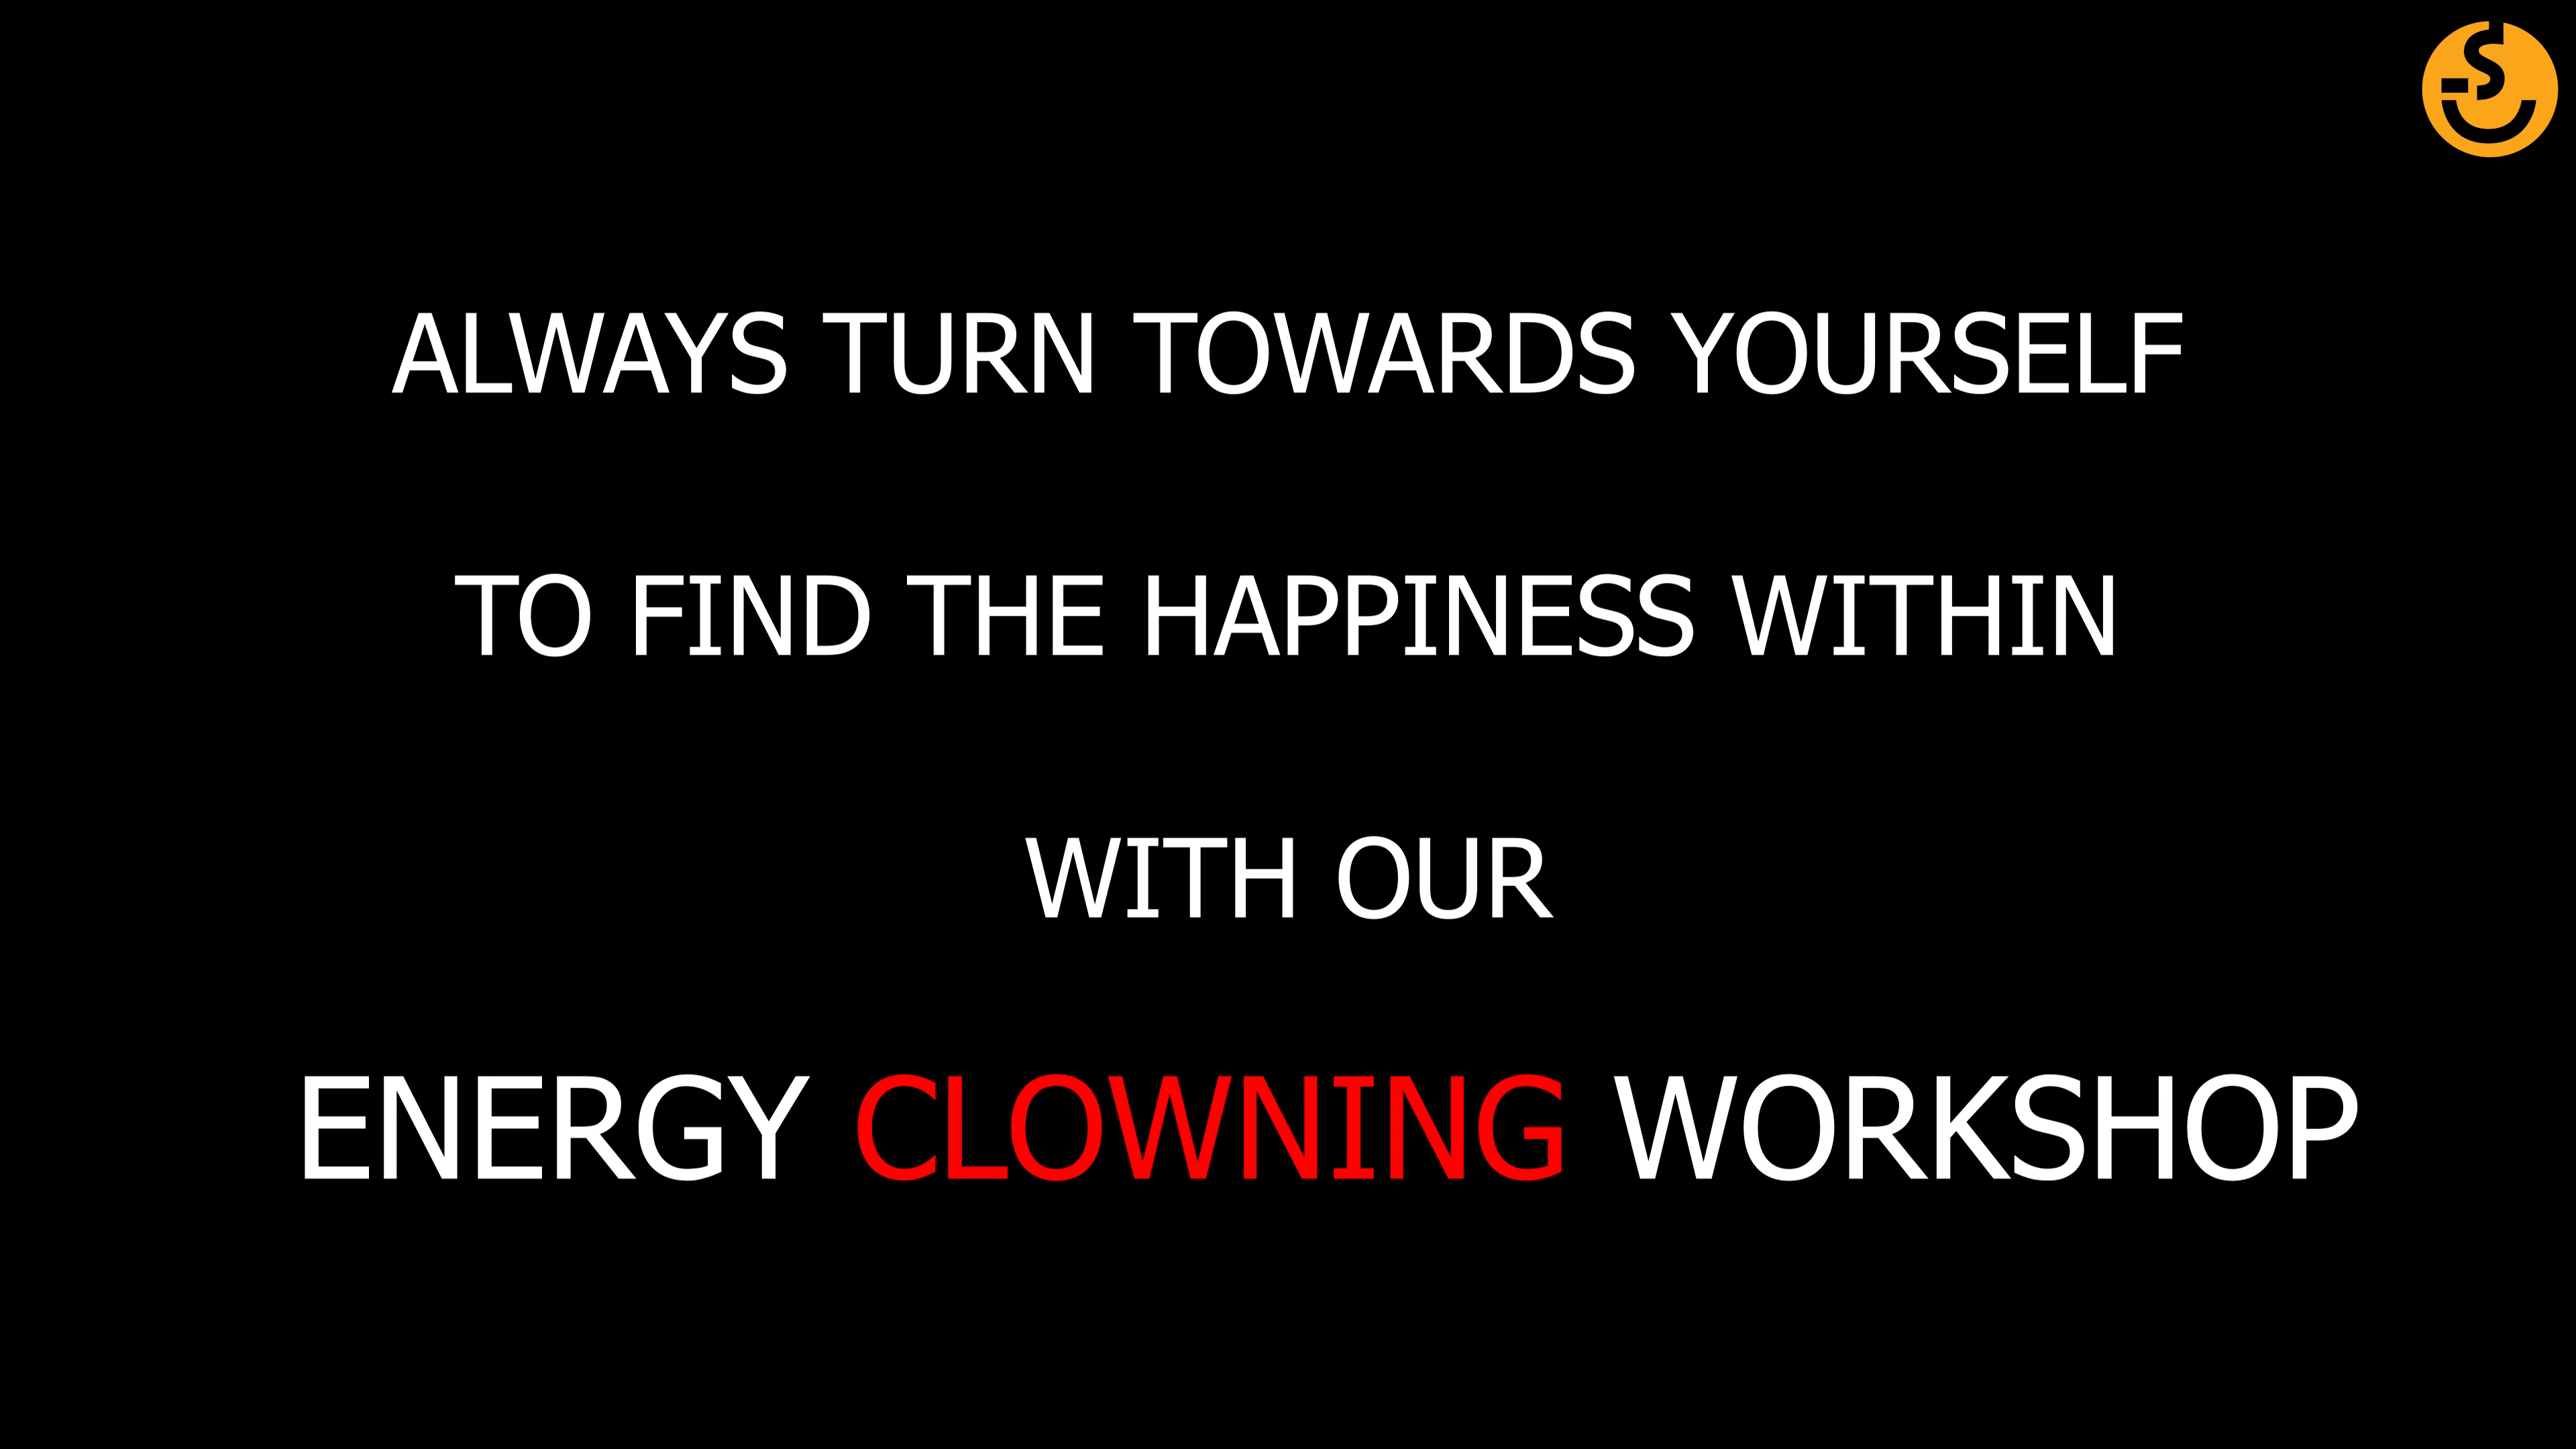 ALWAYS TURN TOWARDS YOURSELF
TO FIND THE HAPPINESS WITHIN
WITH OUR
ENERGY CLOWNING WORKSHOP